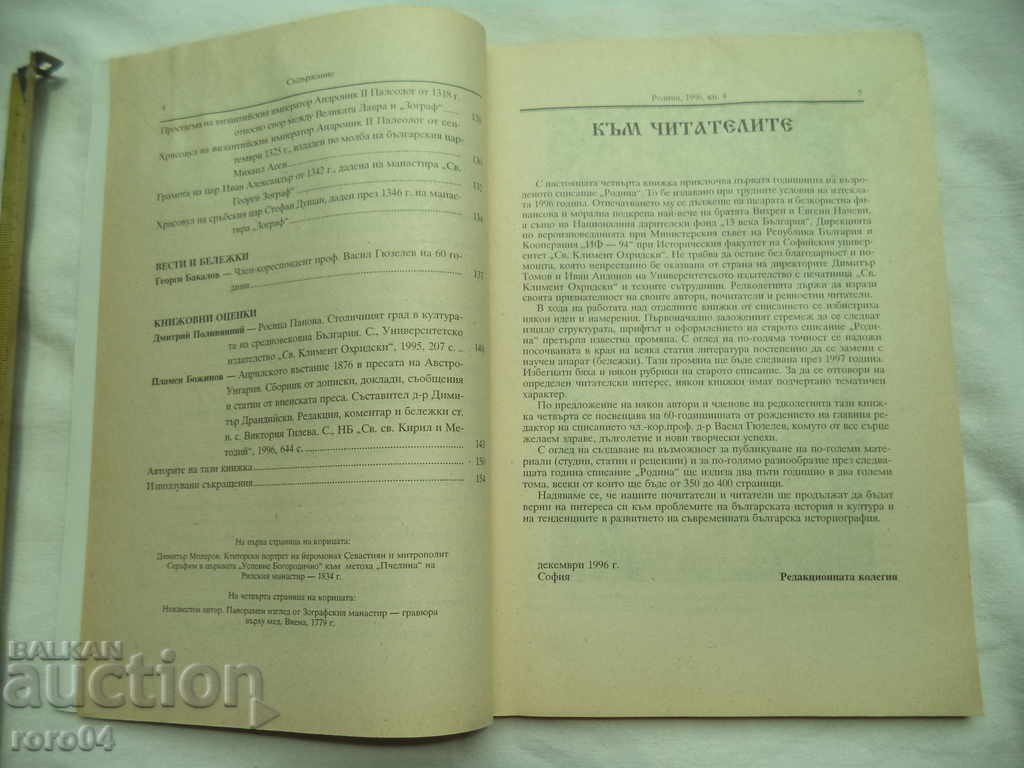 4 Съдържание
Простагма на византийския император Андроник II Палеолог от 1318 г.
относно спор между Великата Лавра и „Зограф“
Хрисовул на византийския император Андроник II Палеолог от сеп-
тември 1325 г., издаден по молба на българския цар
Михаил Асен 130
Грамота на цар Иван Александър от 1342 г., дадена на манастира „Св.
Георги Зограф“ 132
Хрисовул на сръбския цар Стефан Душан, даден през 1346 г. на манас-
тира „Зограф“ 134
ВЕСТИ И БЕЛЕЖКИ
Георги Бакалов — Член-кореспондент проф. Васил Гюзелев на 60 го-
дини 137
КНИЖОВНИ ОЦЕНКИ
Дмитрий Полывянный — Росица Панова. Столичният град в култура-
та на средновековна България. С., Университетско
издателство „Св. Климент Охридски“, 1995, 207 с. 140
Пламен Божинов — Априлското въстание 1876 в пресата на Австро-
Унгария. Сборник от дописки, доклади, съобщения
и статии от виенската преса. Съставител д-р Дими-
тър Драндийски. Редакция, коментар и бележки ст.
н. с. Виктория Тилева. С., НБ „Св. св. Кирил и Ме-
тодий“, 1996, 644 с. 143
Авторите на тази книжка 150
Използувани съкращения 154
На първа страница на корицата:
Димитър Молеров. Ктиторски портрет на йеромонах Севастиян и митрополит
Серафим в църквата „Успение Богородично“ към метоха „Пчелина“ на
Рилския манастир — 1834 г.
На четвърта страница на корицата:
Неизвестен автор. Панорамен изглед от Зографския манастир — гравюра
върху мед. Виена, 1779 г.
Родина, 1996, кн. 4 5
КЪМ ЧИТАТЕЛИТЕ
С настоящата четвърта книжка приключва първата годишнина на възро-
деното списание „Родина“. То бе издавано при трудните условия на изтекла-
та 1996 година. Отпечатването му се дължеше на щедрата и безкористна фи-
нансова и морална подкрепа най-вече на братята Вихрен и Евгени Начеви,
а също на Национална дарителски фонд „13 века България“, Дирекцията
по вероизповеданията при Министерския съвет на Република България и
Кооперация „ИФ — 94“ при Историческия факултет на Софийския универ-
ситет „Св. Климент Охридски“. Не трябва да остане без благодарност и по-
мощта, която непрестанно бе оказвана от страна на директорите Димитър
Томов и Иван Андонов на Университетското издателство с печатница „Св.
Климент Охридски“ и техните сътрудници. Редколегията държи да изрази
своята признателност на своите автори, почитатели и ревностни читатели.
В хода на работата над отделните книжки от списанието се избистриха
някои идеи и намерения. Първоначално заложеният стремеж да се следват
изцяло структурата, шрифтът и оформлението на старото списание „Роди-
на“ претърпя известна промяна. С оглед на по-голяма точност се наложи
посочваната в края на всяка статия литература постепенно да се замени с
научен апарат (бележки). Тази промяна ще бъде следвана през 1997 година.
Избегнати бяха и някои рубрики на старото списание. За да се отговори на
определен читателски интерес, някои книжки имат подчертано тематичен
характер.
По предложение на някои автори и членове на редколегията тази книж-
ка четвърта се посвещава на 60-годишнината от рождението на главния ре-
дактор на списанието чл.-кор.проф. д-р Васил Гюзелев, комуто от все сърце
желаем здраве, дълголетие и нови творчески успехи.
С оглед на създаване на възможност за публикуване на по-големи мате-
риали (студии, статии и рецензии) и за по-голямо разнообразие през следва-
щата година списание „Родина“ ще излиза два пъти годишно в два големи
тома, всеки от които ще бъде от 350 до 400 страници.
Надяваме се, че нашите почитатели и читатели ще продължат да бъдат
верни на интереса си към проблемите на българската история и култура и
на тенденциите в развитието на съвременната българска историография.
декември 1996 г.
София Редакционната колегия
БАLKAN
auction
roro04